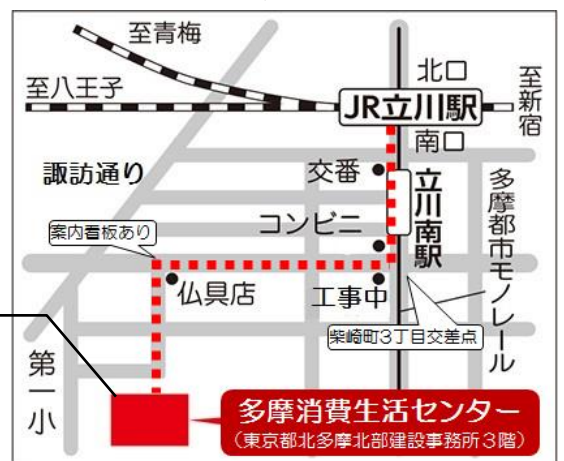 至青梅
至八王子
北口
JR立川駅
至新宿
南口
諏訪通り
交番
立川南駅
多摩都市モノレール
コンビニ
案内看板あり
仏具店
工事中
柴崎町3丁目交差点
第一小
多摩消費生活センター
（東京都北多摩北部建設事務所3階）